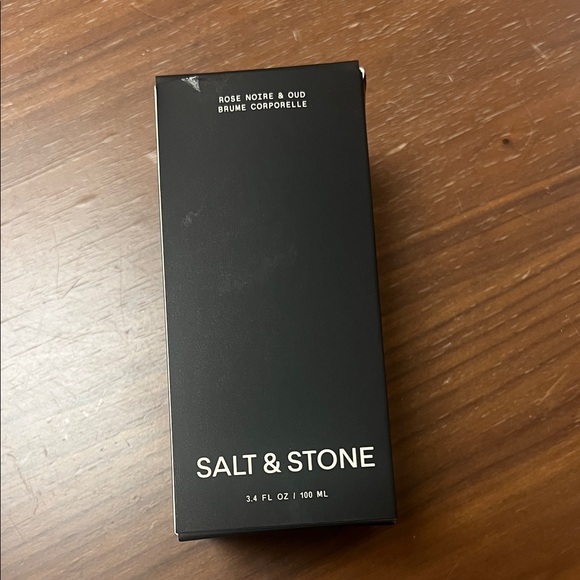 ROSE NOIRE & OUD
BRUME CORPORELLE
SALT & STONE
3.4 FL OZ / 100 ML